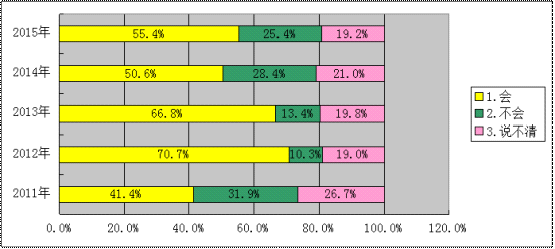 2015年 55.4% 25.4% 19.2%
2014年 50.6% 28.4% 21.0%
2013年 66.8% 13.4% 19.8%
2012年 70.7% 10.3% 19.0%
2011年 41.4% 31.9% 26.7%
0.0% 20.0% 40.0% 60.0% 80.0% 100.0% 120.0%
1.会
2.不会
3.说不清